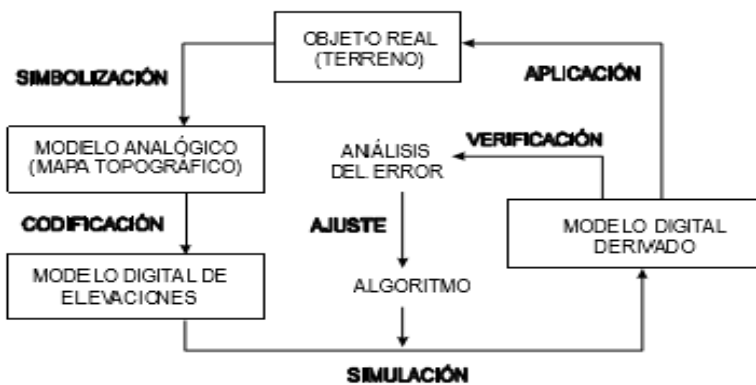 OBJETO REAL
(TERRENO)
SIMBOLIZACIÓN
APLICACIÓN
MODELO ANALÓGICO
(MAPA TOPOGRÁFICO)
ANÁLISIS
DEL ERROR
VERIFICACIÓN
CODIFICACIÓN
AJUSTE
MODELO DIGITAL
DERIVADO
MODELO DIGITAL DE
ELEVACIONES
ALGORITMO
SIMULACIÓN